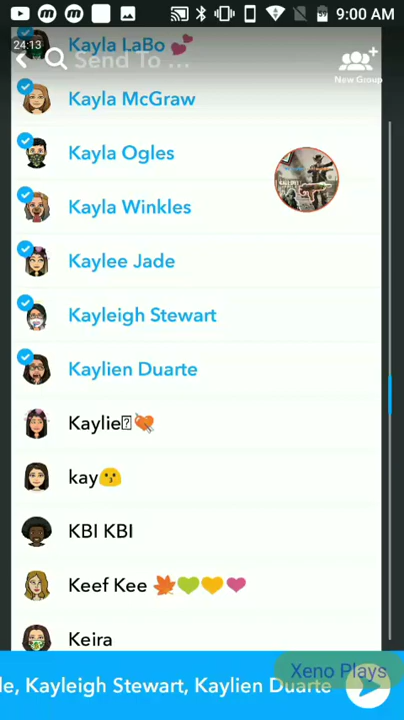 9:00 AM
Kayla LaBo 💕
24:13
Send To ...
New Group
Kayla McGraw
Kayla Ogles
Kayla Winkles
Kaylee Jade
Kayleigh Stewart
Kaylien Duarte
Kaylie💘
kay😗
KBI KBI
Keef Kee 🍁💚💛💗
Keira
Xeno Plays
le, Kayleigh Stewart, Kaylien Duarte